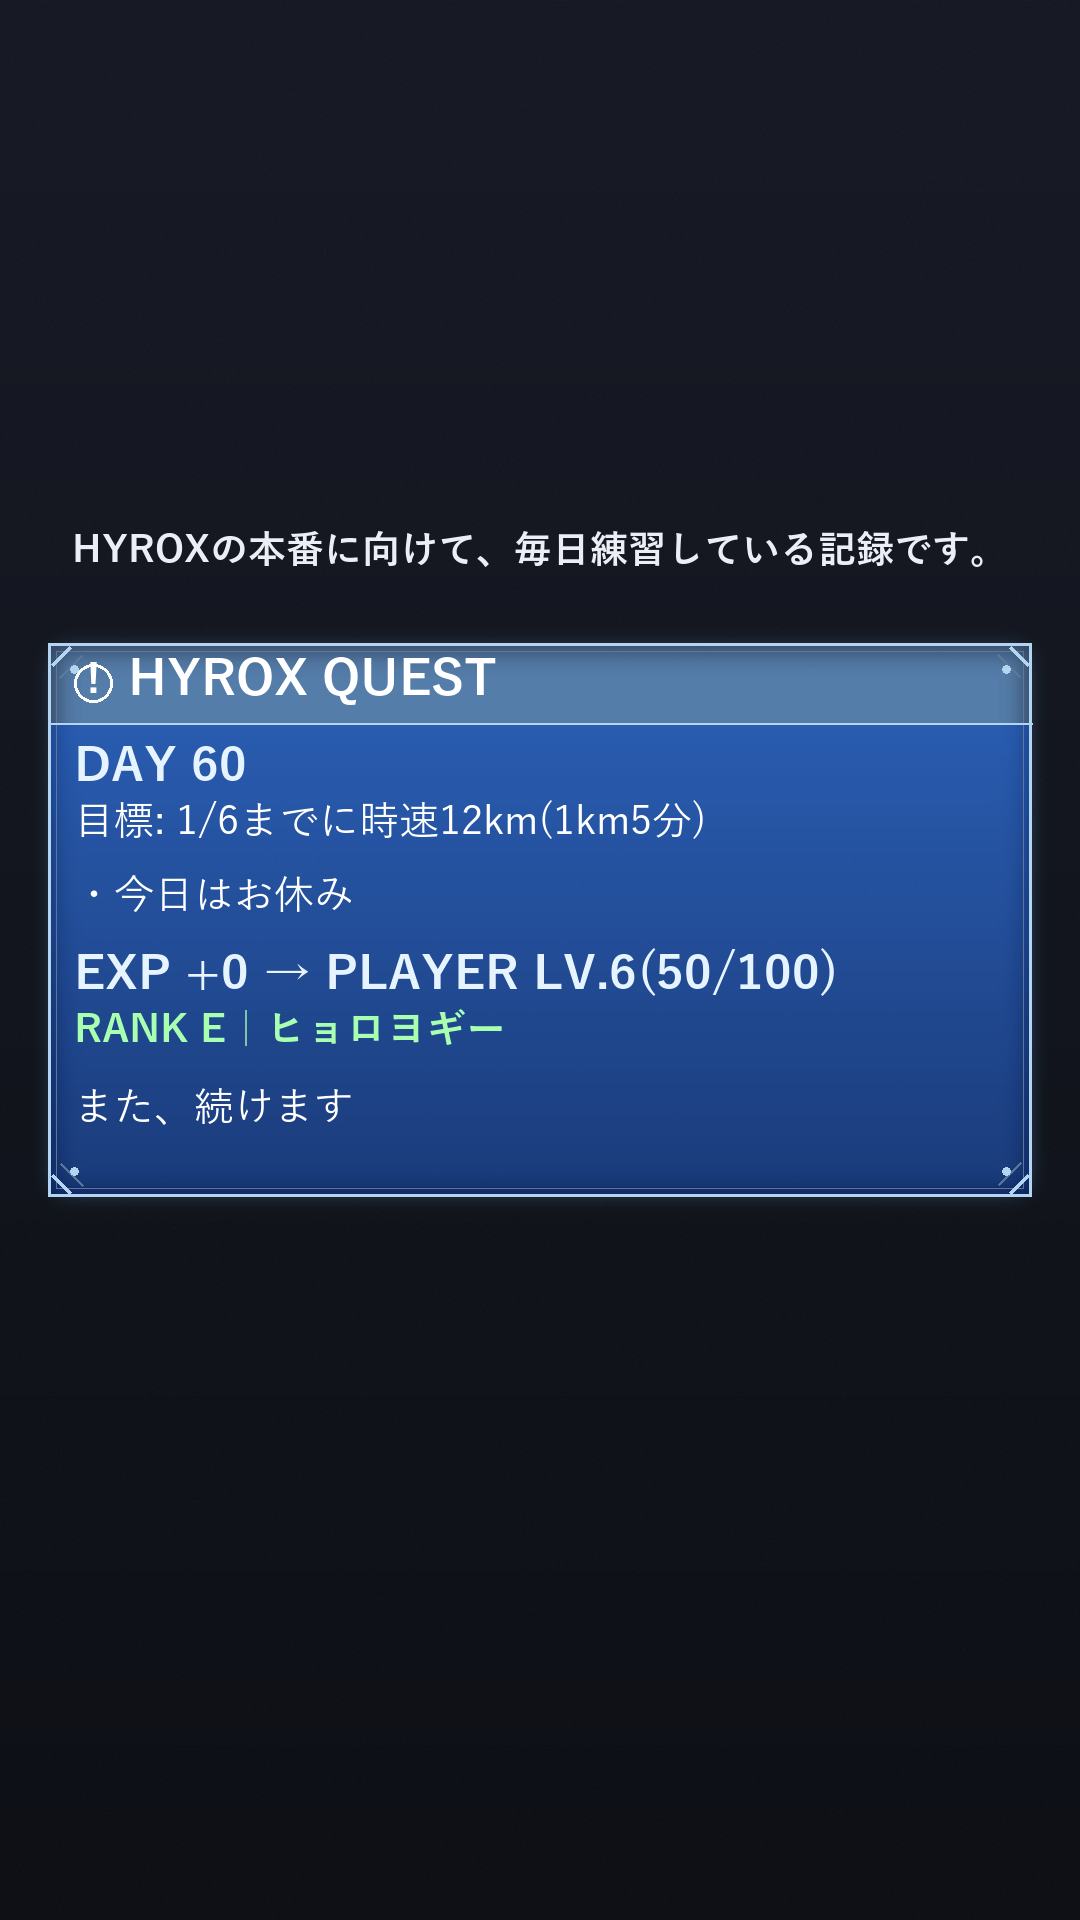 HYROXの本番に向けて、毎日練習している記録です。
! HYROX QUEST
DAY 60
目標: 1/6までに時速12km(1km5分)
・今日はお休み
EXP +0 → PLAYER LV.6(50/100)
RANK E｜ヒョロヨギー
また、続けます